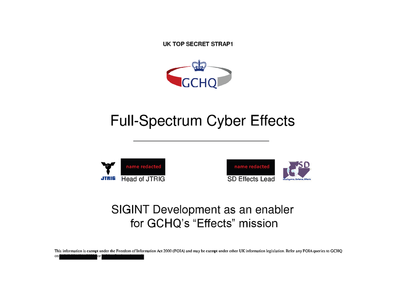 UK TOP SECRET STRAP1
GCHQ
Full-Spectrum Cyber Effects
name redacted
name redacted
JTRIG
Head of JTRIG
SD Effects Lead
SD
SIGINT Development as an enabler
for GCHQ's "Effects" mission
This information is exempt under the Freedom of Information Act 2000 (FOIA) and may be exempt under other UK information legislation. Refer any FOIA queries to GCHQ
on or